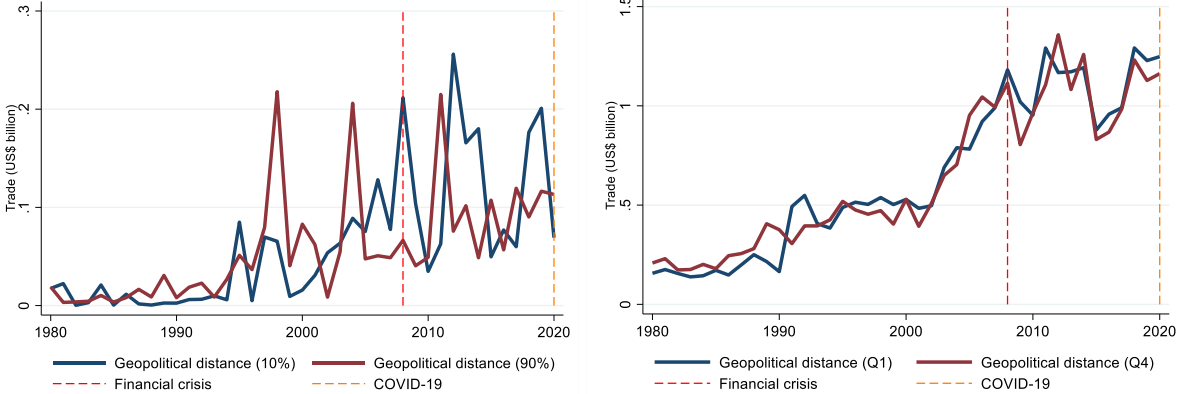 Trade (US$ billion)
.3
.2
.1
0
1980 1990 2000 2010 2020
Geopolitical distance (10%) Geopolitical distance (90%)
Financial crisis COVID-19
Trade (US$ billion)
1.5
1
.5
0
1980 1990 2000 2010 2020
Geopolitical distance (Q1) Geopolitical distance (Q4)
Financial crisis COVID-19